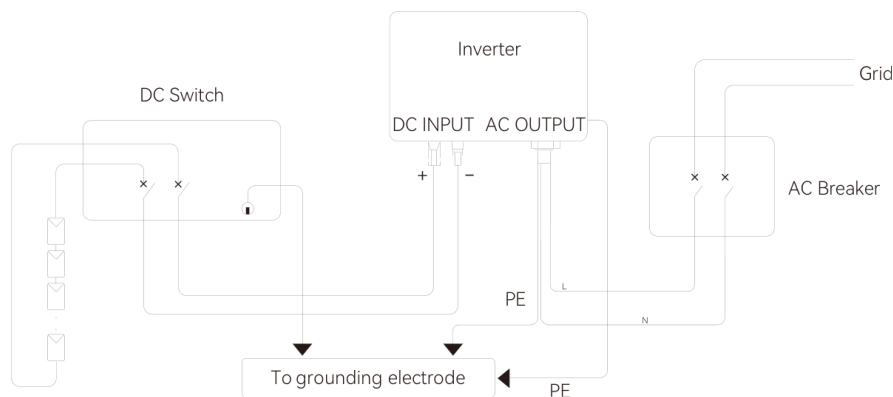 Inverter
Grid
DC Switch
DC INPUT AC OUTPUT
+ −
AC Breaker
L
PE
N
To grounding electrode
PE